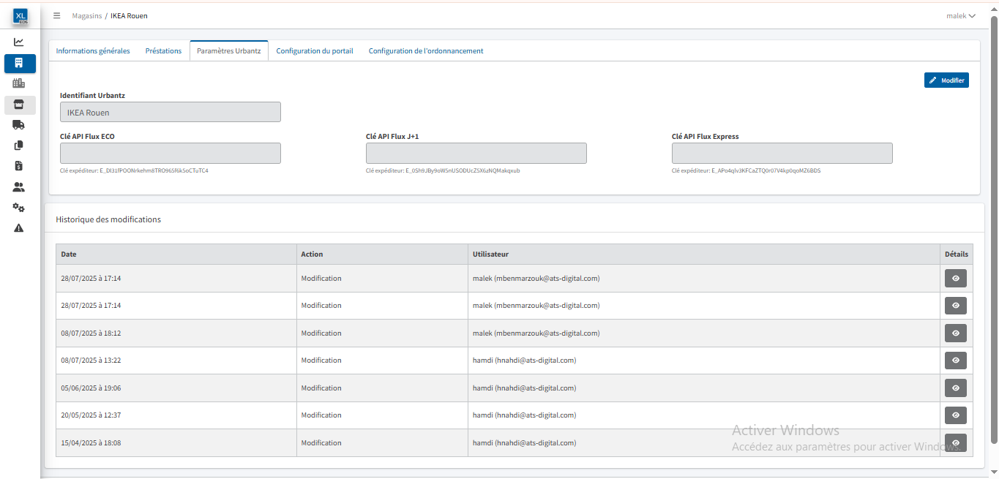 XL
EDS
Magasins / IKEA Rouen
malek
Informations générales
Préstations
Paramètres Urbantz
Configuration du portail
Configuration de l'ordonnancement
Modifier
Identifiant Urbantz
IKEA Rouen
Clé API Flux ECO
Clé API Flux J+1
Clé API Flux Express
Clé expéditeur: E_DI31fPOONrkehm8TRO965f6k5oCTuTC4
Clé expéditeur: E_0Sh9JBy9oW5nUSODUcZ5X6zNQMakqxub
Clé expéditeur: E_APo4qlv3KFCaZTQ0r07V4kp0qoMZ6BDS
Historique des modifications
Date Action Utilisateur Détails
28/07/2025 à 17:14 Modification malek (mbenmarzouk@ats-digital.com)
28/07/2025 à 17:14 Modification malek (mbenmarzouk@ats-digital.com)
08/07/2025 à 18:12 Modification malek (mbenmarzouk@ats-digital.com)
08/07/2025 à 13:22 Modification hamdi (hnahdi@ats-digital.com)
05/06/2025 à 19:06 Modification hamdi (hnahdi@ats-digital.com)
20/05/2025 à 12:37 Modification hamdi (hnahdi@ats-digital.com)
15/04/2025 à 18:08 Modification hamdi (hnahdi@ats-digital.com)
Activer Windows
Accédez aux paramètres pour activer Windows.